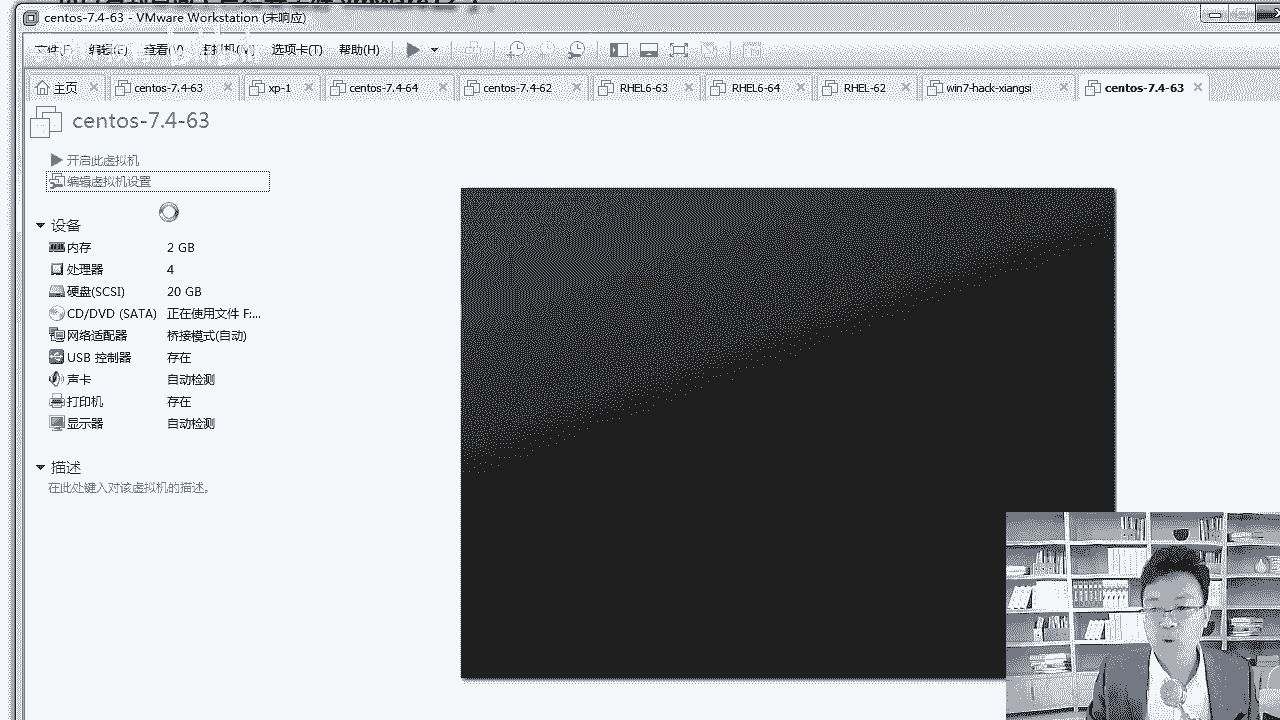 centos-7.4-63 - VMware Workstation (未响应)
查看(V) 选项卡(T) 帮助(H)
主页 centos-7.4-63 xp-1 centos-7.4-64 centos-7.4-62 RHEL6-63 RHEL6-64 RHEL-62 win7-hack-xiangsi centos-7.4-63
centos-7.4-63
开启此虚拟机
编辑虚拟机设置
设备
内存 2 GB
处理器 4
硬盘(SCSI) 20 GB
CD/DVD (SATA) 正在使用文件 F:...
网络适配器 桥接模式(自动)
USB 控制器 存在
声卡 自动检测
打印机 存在
显示器 自动检测
描述
在此处键入对该虚拟机的描述。